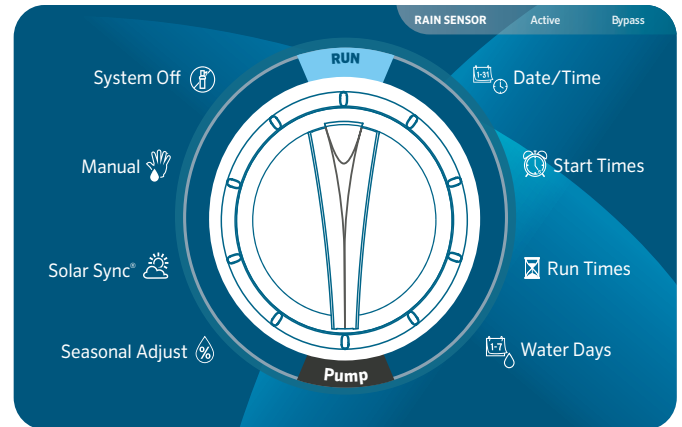 RAIN SENSOR Active Bypass
RUN
System Off
1-31 Date/Time
Manual
Start Times
Solar Sync®
Run Times
Seasonal Adjust %
1-7 Water Days
Pump